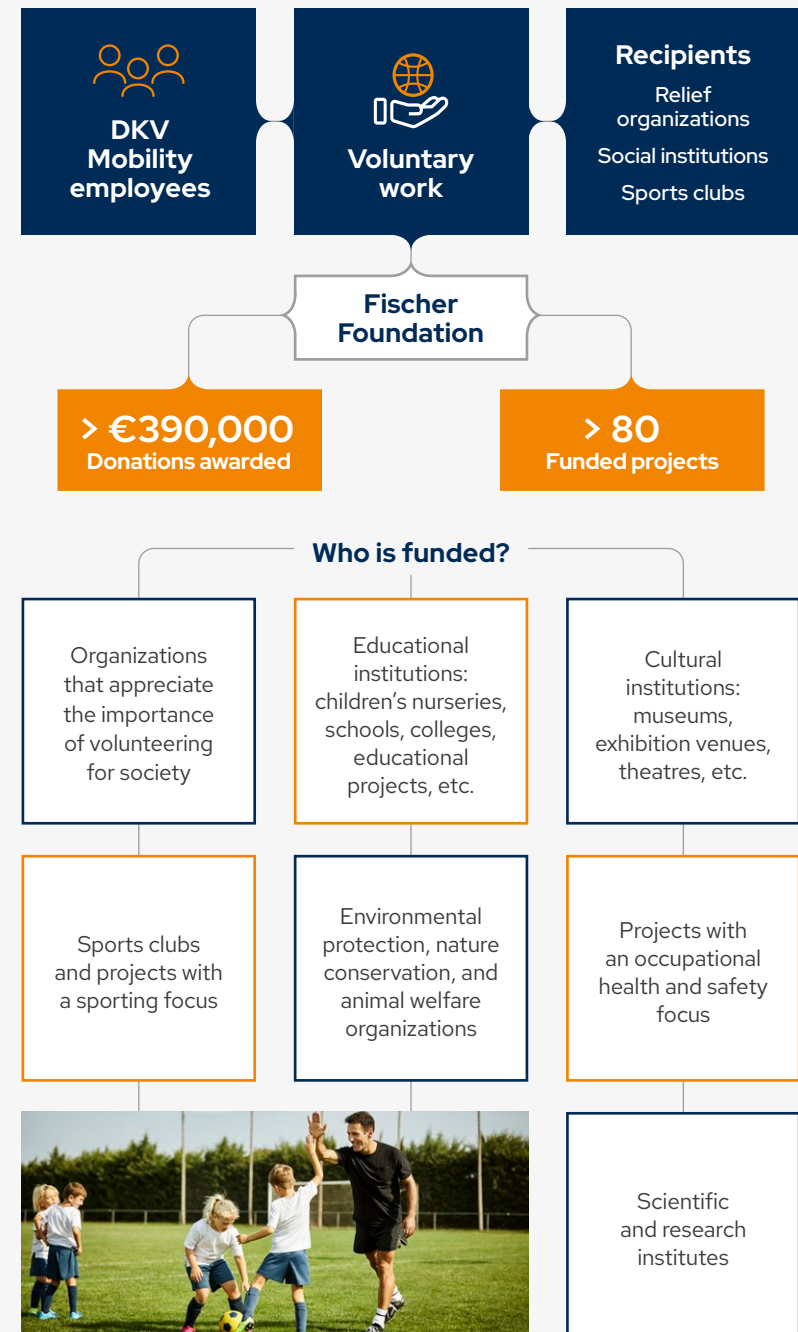 DKV
Mobility
employees
Voluntary
work
Recipients
Relief
organizations
Social institutions
Sports clubs
Fischer
Foundation
> €390,000
Donations awarded
> 80
Funded projects
Who is funded?
Organizations
that appreciate
the importance
of volunteering
for society
Educational
institutions:
children’s nurseries,
schools, colleges,
educational
projects, etc.
Cultural
institutions:
museums,
exhibition venues,
theatres, etc.
Sports clubs
and projects with
a sporting focus
Environmental
protection, nature
conservation, and
animal welfare
organizations
Projects with
an occupational
health and safety
focus
Scientific
and research
institutes